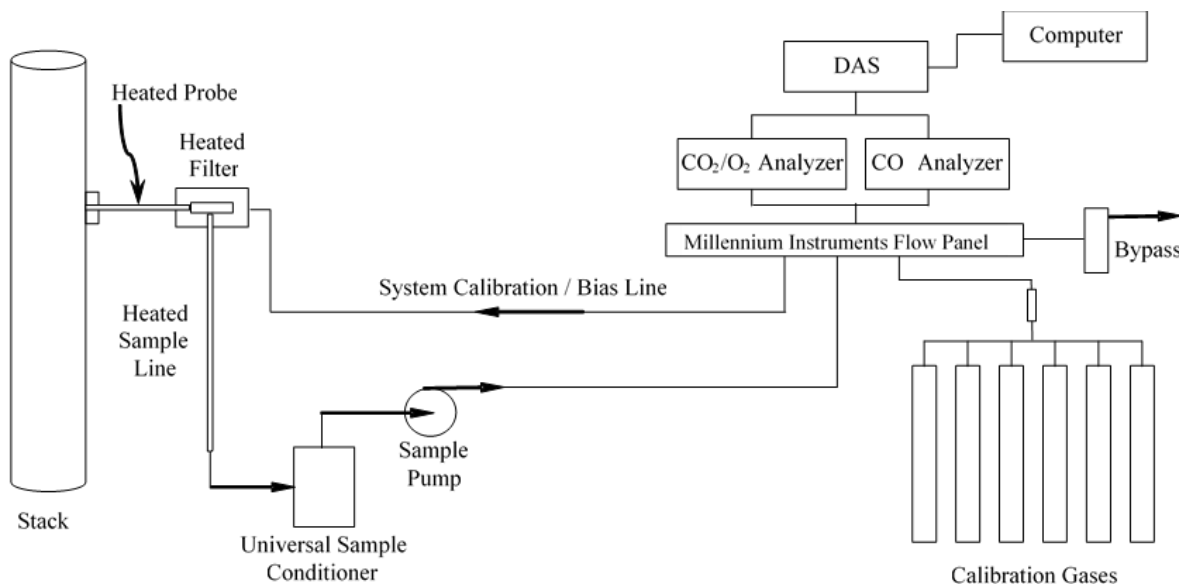 Computer
DAS
Heated Probe
Heated
Filter
CO₂/O₂ Analyzer
CO Analyzer
Millennium Instruments Flow Panel
Bypass
System Calibration / Bias Line
Heated
Sample
Line
Sample
Pump
Stack
Universal Sample
Conditioner
Calibration Gases